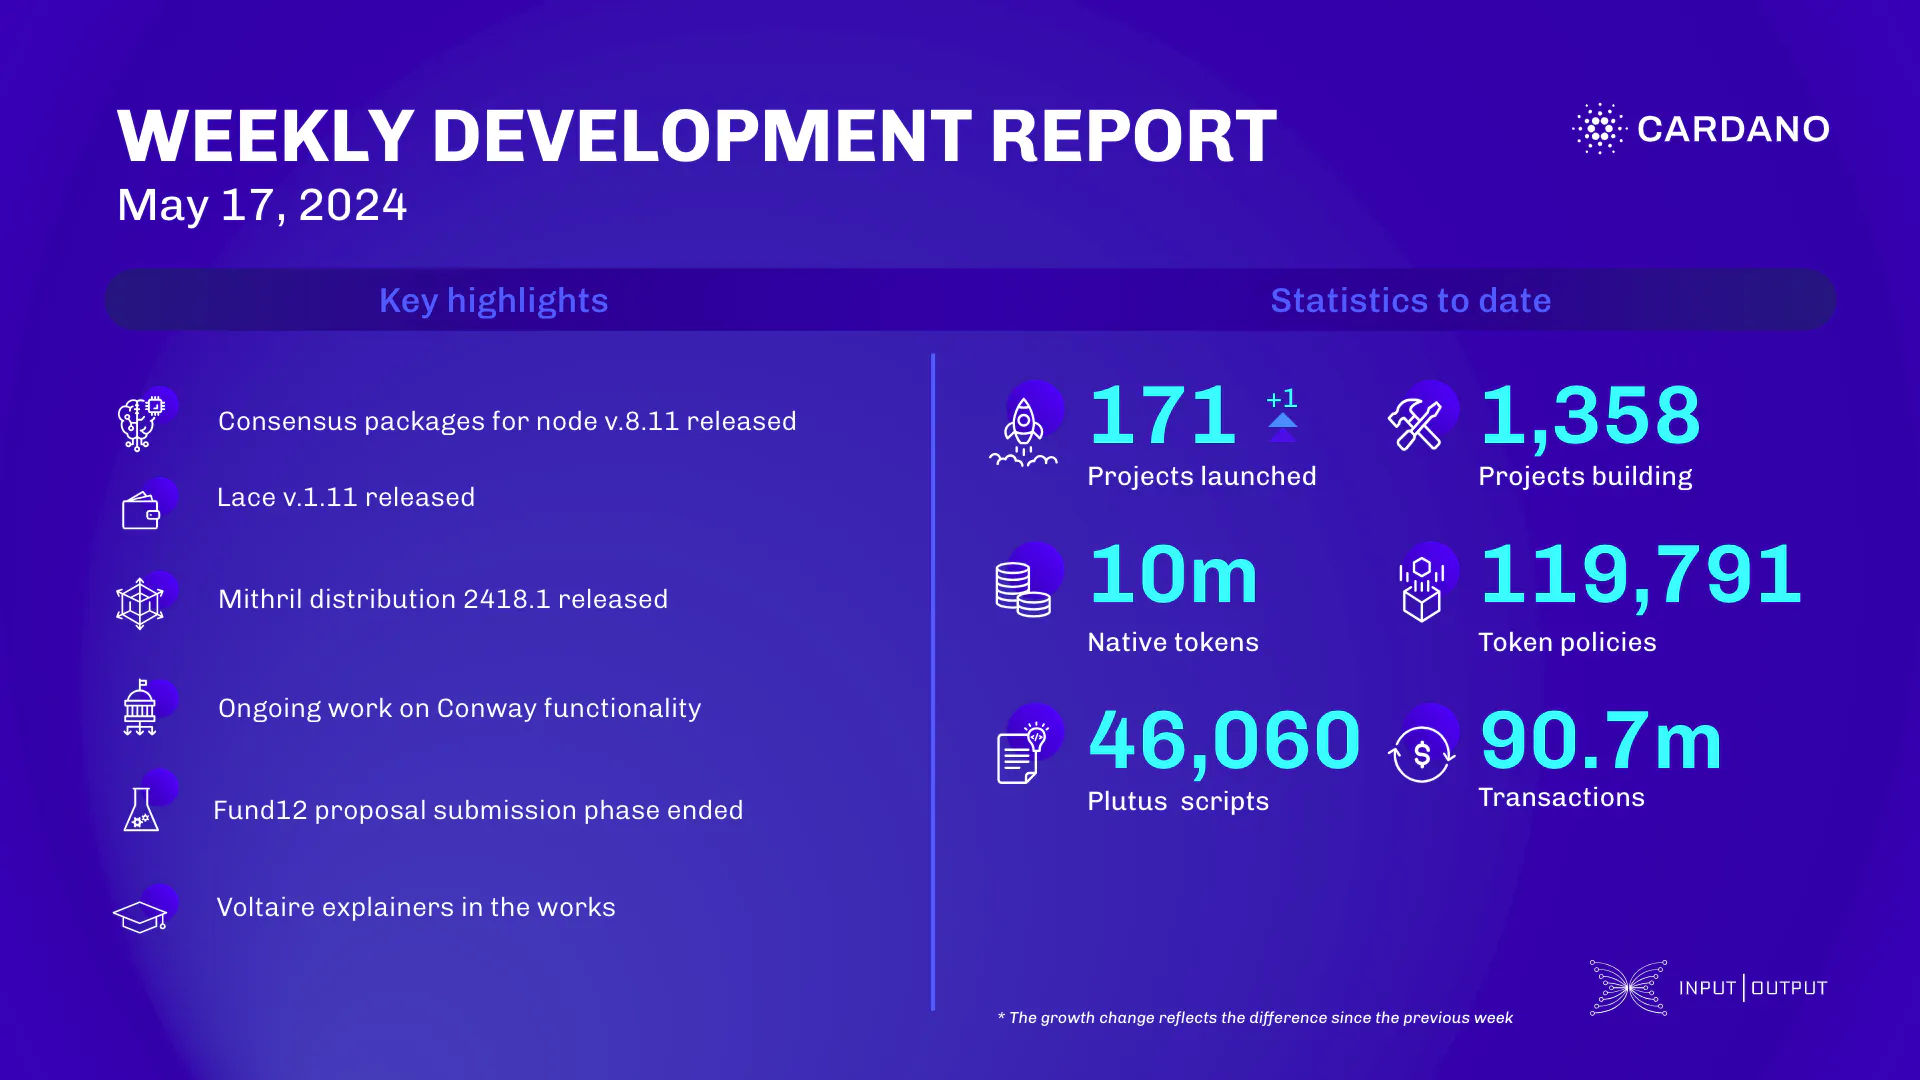 WEEKLY DEVELOPMENT REPORT
May 17, 2024
CARDANO
Key highlights
Consensus packages for node v.8.11 released
Lace v.1.11 released
Mithril distribution 2418.1 released
Ongoing work on Conway functionality
Fund12 proposal submission phase ended
Voltaire explainers in the works
Statistics to date
171 +1
Projects launched
1,358
Projects building
10m
Native tokens
119,791
Token policies
46,060
Plutus scripts
$
90.7m
Transactions
* The growth change reflects the difference since the previous week
INPUT|OUTPUT